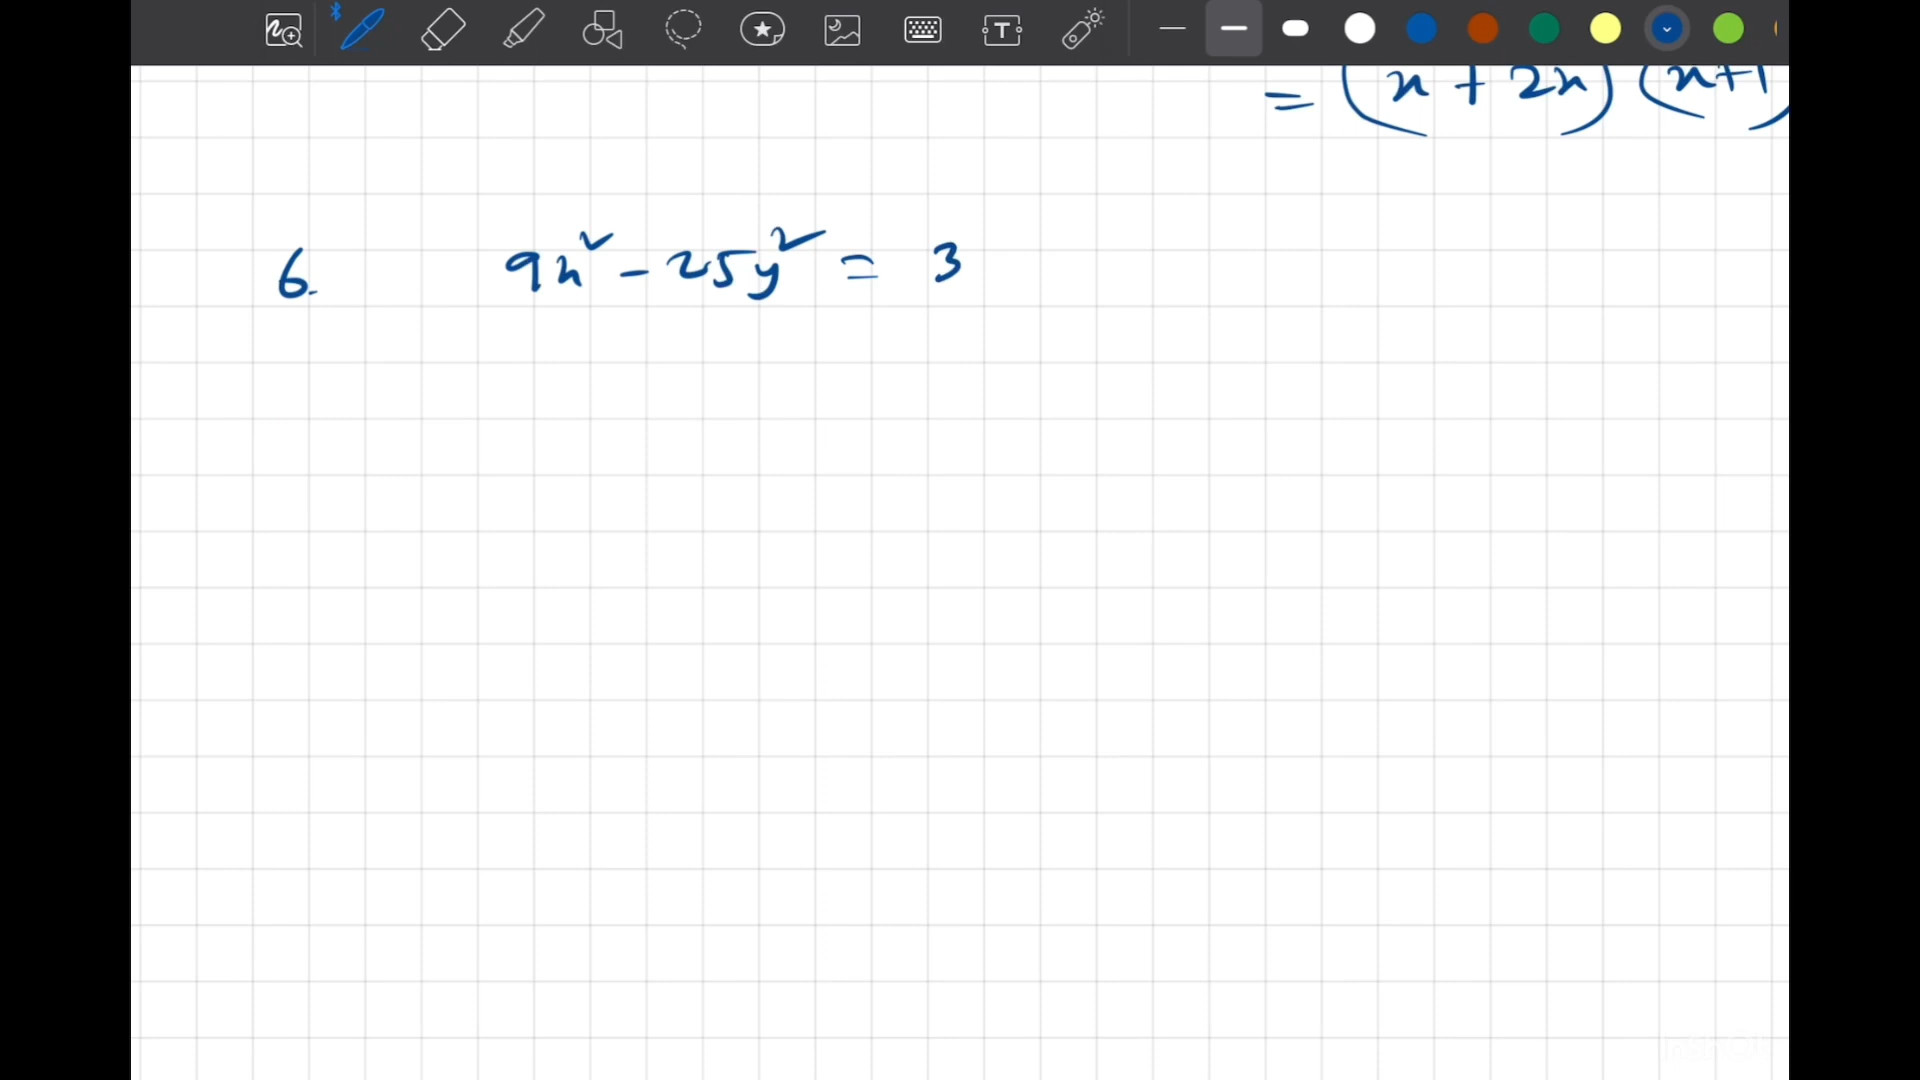 = (x + 2x) (x+1)
6. 9x² - 25y² = 3